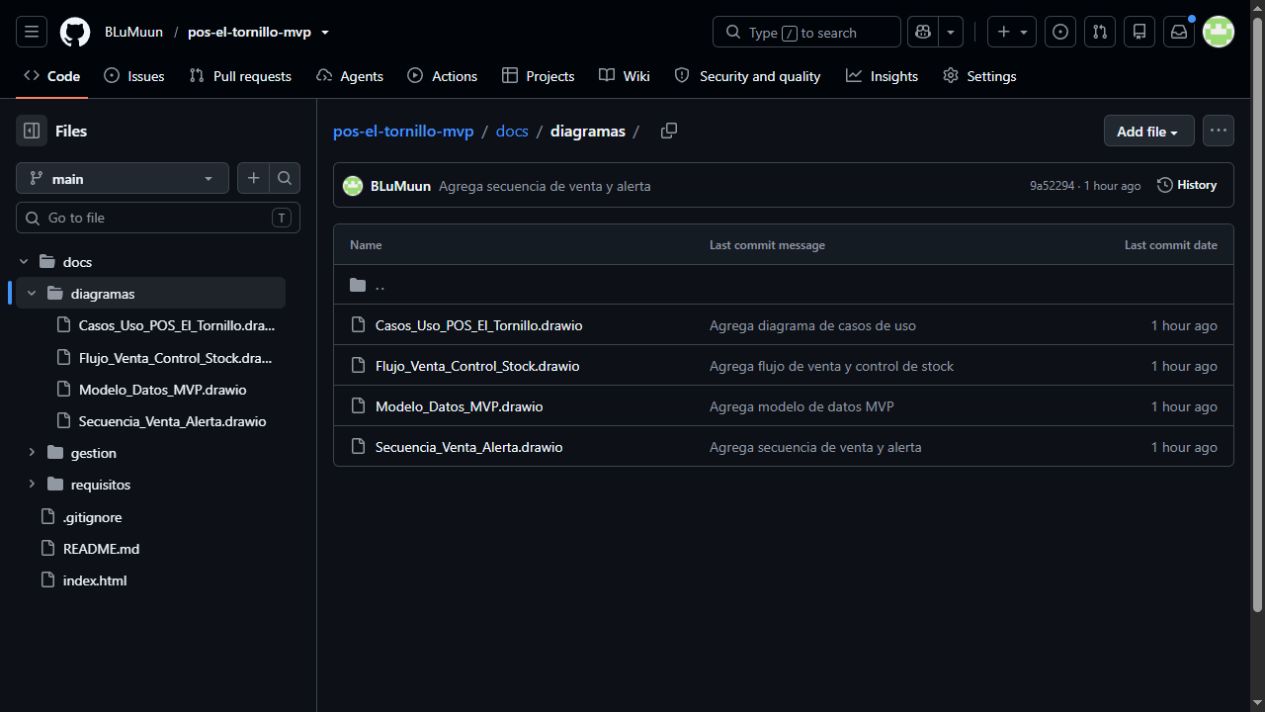 BLuMuun / pos-el-tornillo-mvp
Type / to search
Code
Issues
Pull requests
Agents
Actions
Projects
Wiki
Security and quality
Insights
Settings
Files
main
Go to file
T
docs
diagramas
Casos_Uso_POS_El_Tornillo.dra...
Flujo_Venta_Control_Stock.dra...
Modelo_Datos_MVP.drawio
Secuencia_Venta_Alerta.drawio
gestion
requisitos
.gitignore
README.md
index.html
pos-el-tornillo-mvp / docs / diagramas /
Add file
BLuMuun Agrega secuencia de venta y alerta
9a52294 · 1 hour ago
History
Name Last commit message Last commit date
..
Casos_Uso_POS_El_Tornillo.drawio Agrega diagrama de casos de uso 1 hour ago
Flujo_Venta_Control_Stock.drawio Agrega flujo de venta y control de stock 1 hour ago
Modelo_Datos_MVP.drawio Agrega modelo de datos MVP 1 hour ago
Secuencia_Venta_Alerta.drawio Agrega secuencia de venta y alerta 1 hour ago